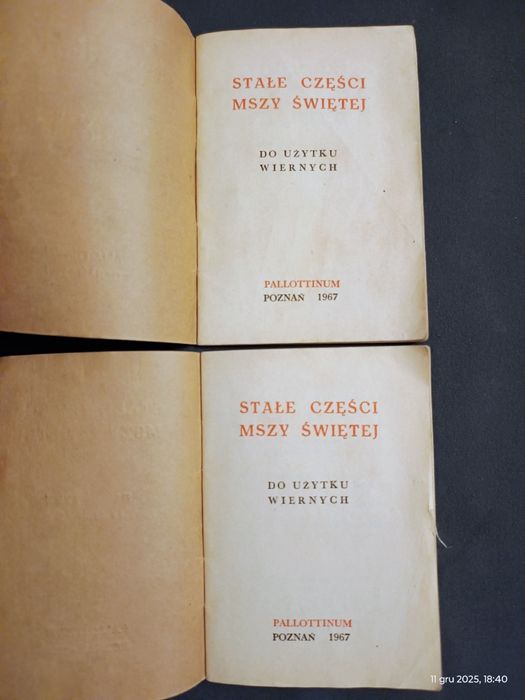 STAŁE CZĘŚCI
MSZY ŚWIĘTEJ
DO UŻYTKU
WIERNYCH
PALLOTTINUM
POZNAŃ 1967
STAŁE CZĘŚCI
MSZY ŚWIĘTEJ
DO UŻYTKU
WIERNYCH
PALLOTTINUM
POZNAŃ 1967
11 gru 2025, 18:40